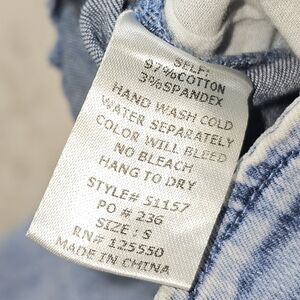 SELF:
97%COTTON
3%SPANDEX
HAND WASH COLD
WATER SEPARATELY
COLOR WILL BLEED
NO BLEACH
HANG TO DRY
STYLE# S1157
PO # 236
SIZE : S
RN# 125550
MADE IN CHINA